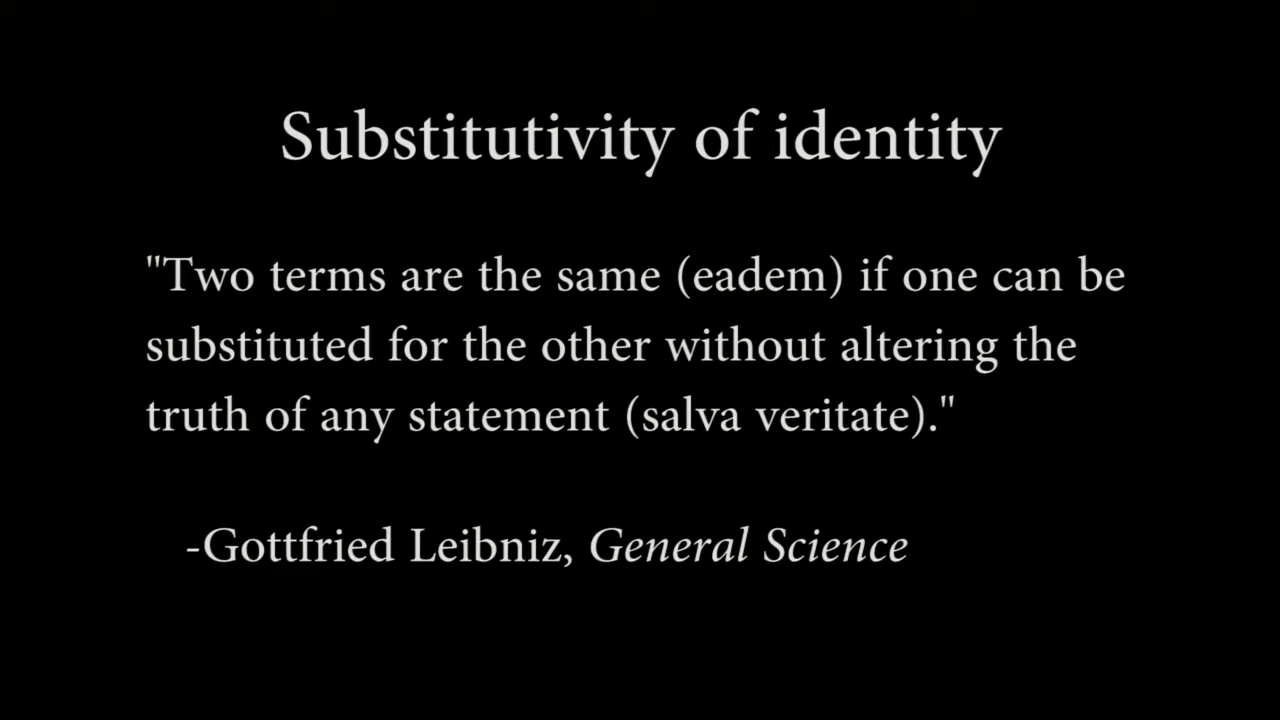 Substitutivity of identity
"Two terms are the same (eadem) if one can be
substituted for the other without altering the
truth of any statement (salva veritate)."
-Gottfried Leibniz, General Science